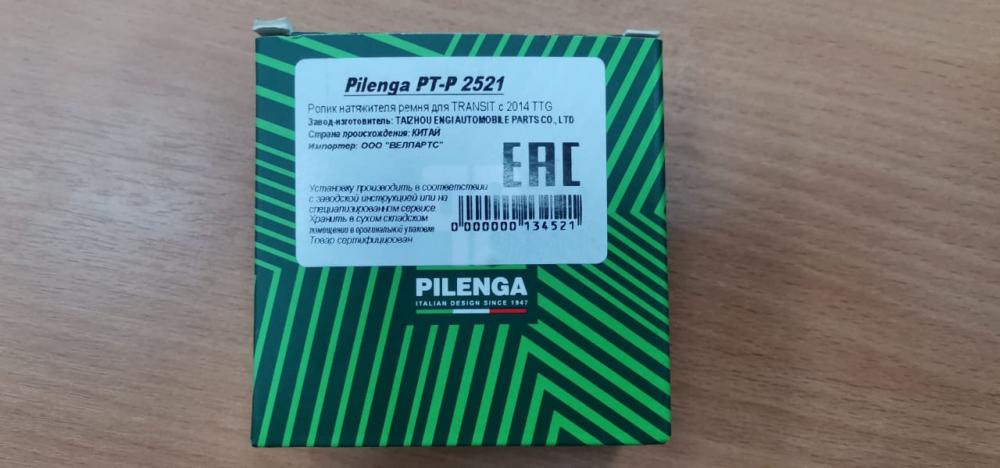 Pilenga PT-P 2521
Ролик натяжителя ремня для TRANSIT с 2014 TTG
Завод-изготовитель: TAIZHOU ENGI AUTOMOBILE PARTS CO., LTD
Страна происхождения: КИТАЙ
Импортер: ООО "ВЕЛПАРТС"
EAC
Установку производить в соответствии
с заводской инструкцией или на
специализированном сервисе.
Хранить в сухом складском
помещении в оригинальной упаковке
Товар сертифицирован
0 000000 134521
PILENGA
ITALIAN DESIGN SINCE 1947